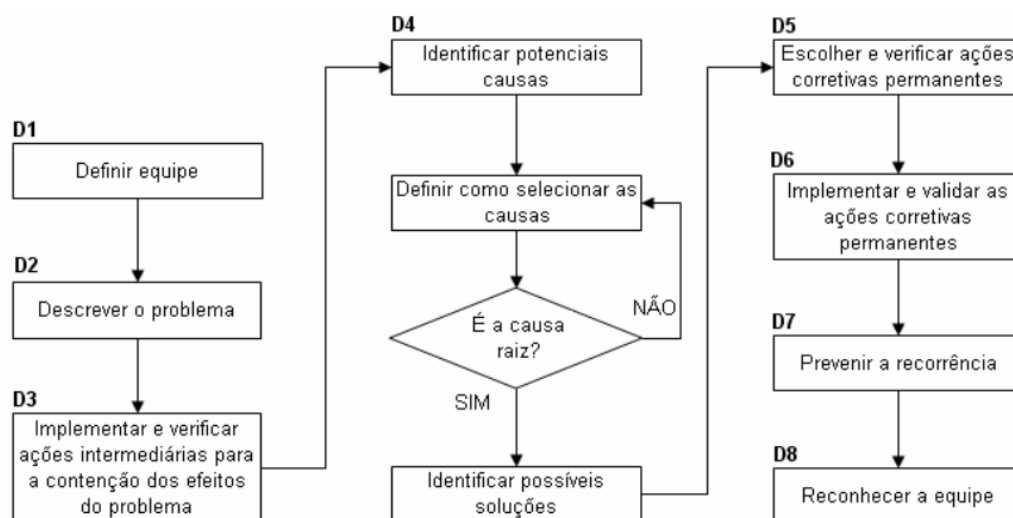 D1
Definir equipe
D2
Descrever o problema
D3
Implementar e verificar
ações intermediárias para
a contenção dos efeitos
do problema
D4
Identificar potenciais
causas
Definir como selecionar as
causas
É a causa
raiz?
NÃO
SIM
Identificar possíveis
soluções
D5
Escolher e verificar ações
corretivas permanentes
D6
Implementar e validar as
ações corretivas
permanentes
D7
Prevenir a recorrência
D8
Reconhecer a equipe